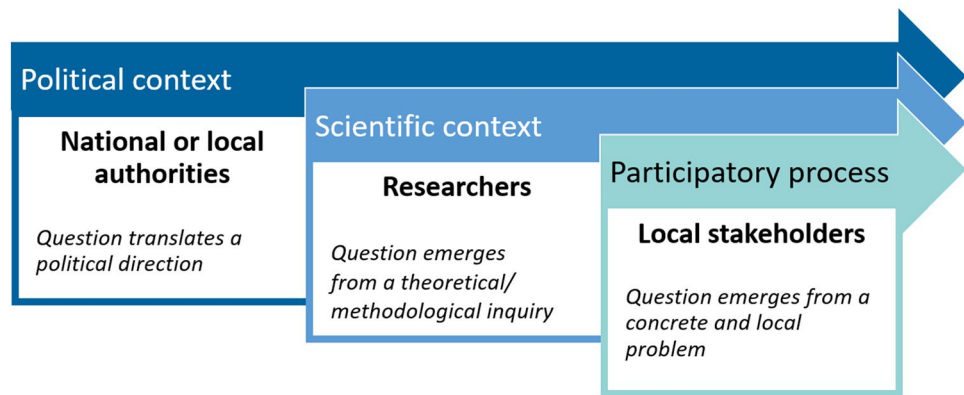 Political context
National or local
authorities
Question translates a
political direction
Scientific context
Researchers
Question emerges
from a theoretical/
methodological inquiry
Participatory process
Local stakeholders
Question emerges from a
concrete and local
problem